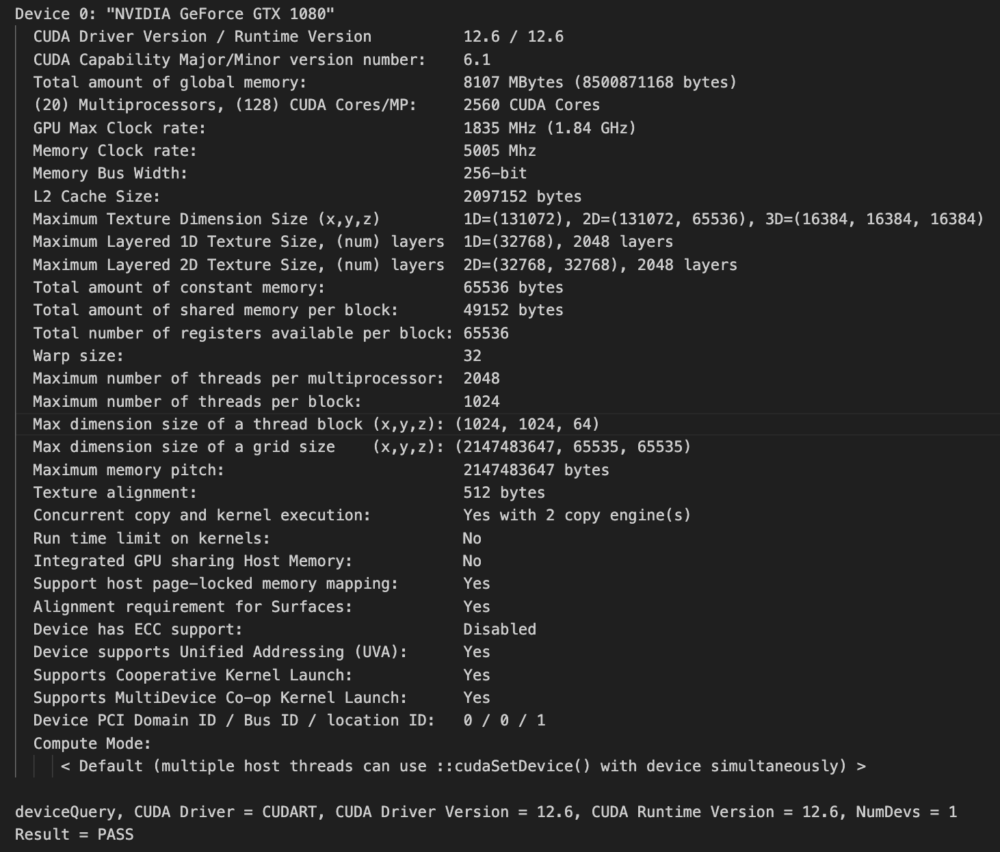 Device 0: "NVIDIA GeForce GTX 1080"
CUDA Driver Version / Runtime Version 12.6 / 12.6
CUDA Capability Major/Minor version number: 6.1
Total amount of global memory: 8107 MBytes (8500871168 bytes)
(20) Multiprocessors, (128) CUDA Cores/MP: 2560 CUDA Cores
GPU Max Clock rate: 1835 MHz (1.84 GHz)
Memory Clock rate: 5005 Mhz
Memory Bus Width: 256-bit
L2 Cache Size: 2097152 bytes
Maximum Texture Dimension Size (x,y,z) 1D=(131072), 2D=(131072, 65536), 3D=(16384, 16384, 16384)
Maximum Layered 1D Texture Size, (num) layers 1D=(32768), 2048 layers
Maximum Layered 2D Texture Size, (num) layers 2D=(32768, 32768), 2048 layers
Total amount of constant memory: 65536 bytes
Total amount of shared memory per block: 49152 bytes
Total number of registers available per block: 65536
Warp size: 32
Maximum number of threads per multiprocessor: 2048
Maximum number of threads per block: 1024
Max dimension size of a thread block (x,y,z): (1024, 1024, 64)
Max dimension size of a grid size (x,y,z): (2147483647, 65535, 65535)
Maximum memory pitch: 2147483647 bytes
Texture alignment: 512 bytes
Concurrent copy and kernel execution: Yes with 2 copy engine(s)
Run time limit on kernels: No
Integrated GPU sharing Host Memory: No
Support host page-locked memory mapping: Yes
Alignment requirement for Surfaces: Yes
Device has ECC support: Disabled
Device supports Unified Addressing (UVA): Yes
Supports Cooperative Kernel Launch: Yes
Supports MultiDevice Co-op Kernel Launch: Yes
Device PCI Domain ID / Bus ID / location ID: 0 / 0 / 1
Compute Mode:
< Default (multiple host threads can use ::cudaSetDevice() with device simultaneously) >
deviceQuery, CUDA Driver = CUDART, CUDA Driver Version = 12.6, CUDA Runtime Version = 12.6, NumDevs = 1
Result = PASS